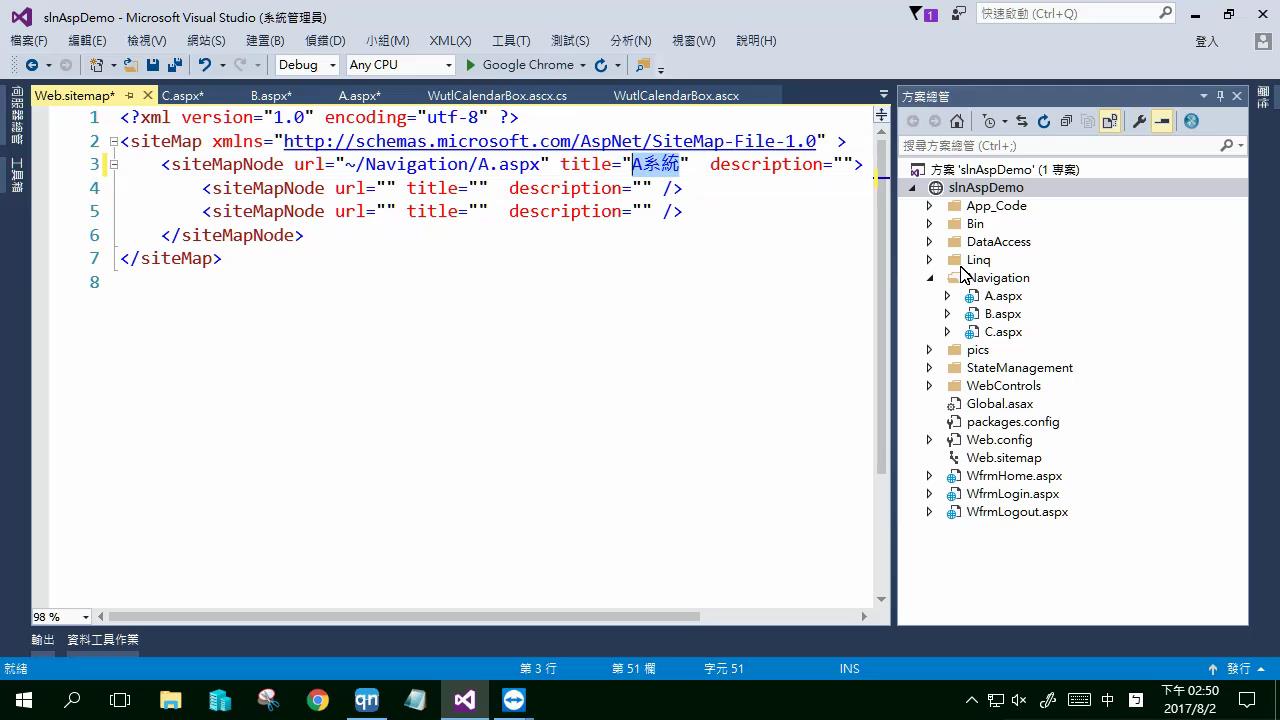 slnAspDemo - Microsoft Visual Studio (系統管理員)
1
快速啟動 (Ctrl+Q)
檔案(F) 編輯(E) 檢視(V) 網站(S) 建置(B) 偵錯(D) 小組(M) XML(X) 工具(T) 測試(S) 分析(N) 視窗(W) 說明(H)
登入
Debug Any CPU Google Chrome
伺服器總管
工具箱
Web.sitemap* C.aspx* B.aspx* A.aspx* WutlCalendarBox.ascx.cs WutlCalendarBox.ascx
1 <?xml version="1.0" encoding="utf-8" ?>
2 <siteMap xmlns="http://schemas.microsoft.com/AspNet/SiteMap-File-1.0" >
3 <siteMapNode url="~/Navigation/A.aspx" title="A系統" description="">
4 <siteMapNode url="" title="" description="" />
5 <siteMapNode url="" title="" description="" />
6 </siteMapNode>
7 </siteMap>
8
98 %
方案總管
搜尋方案總管 (Ctrl+;)
方案 'slnAspDemo' (1 專案)
slnAspDemo
App_Code
Bin
DataAccess
Linq
Navigation
A.aspx
B.aspx
C.aspx
pics
StateManagement
WebControls
Global.asax
packages.config
Web.config
Web.sitemap
WfrmHome.aspx
WfrmLogin.aspx
WfrmLogout.aspx
輸出 資料工具作業
就緒 第 3 行 第 51 欄 字元 51 INS 發行
qn
中
下午 02:50
2017/8/2